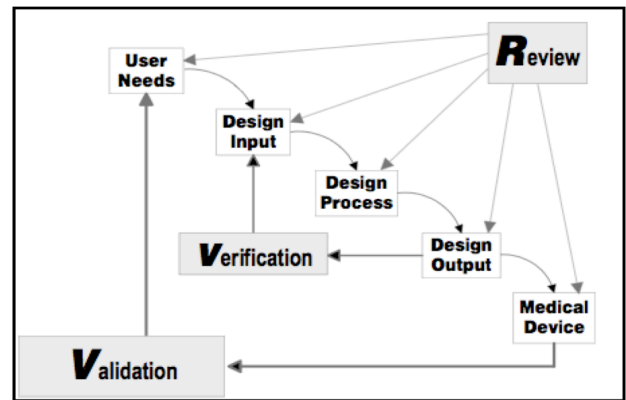 User
Needs
Review
Design
Input
Design
Process
Verification
Design
Output
Medical
Device
Validation